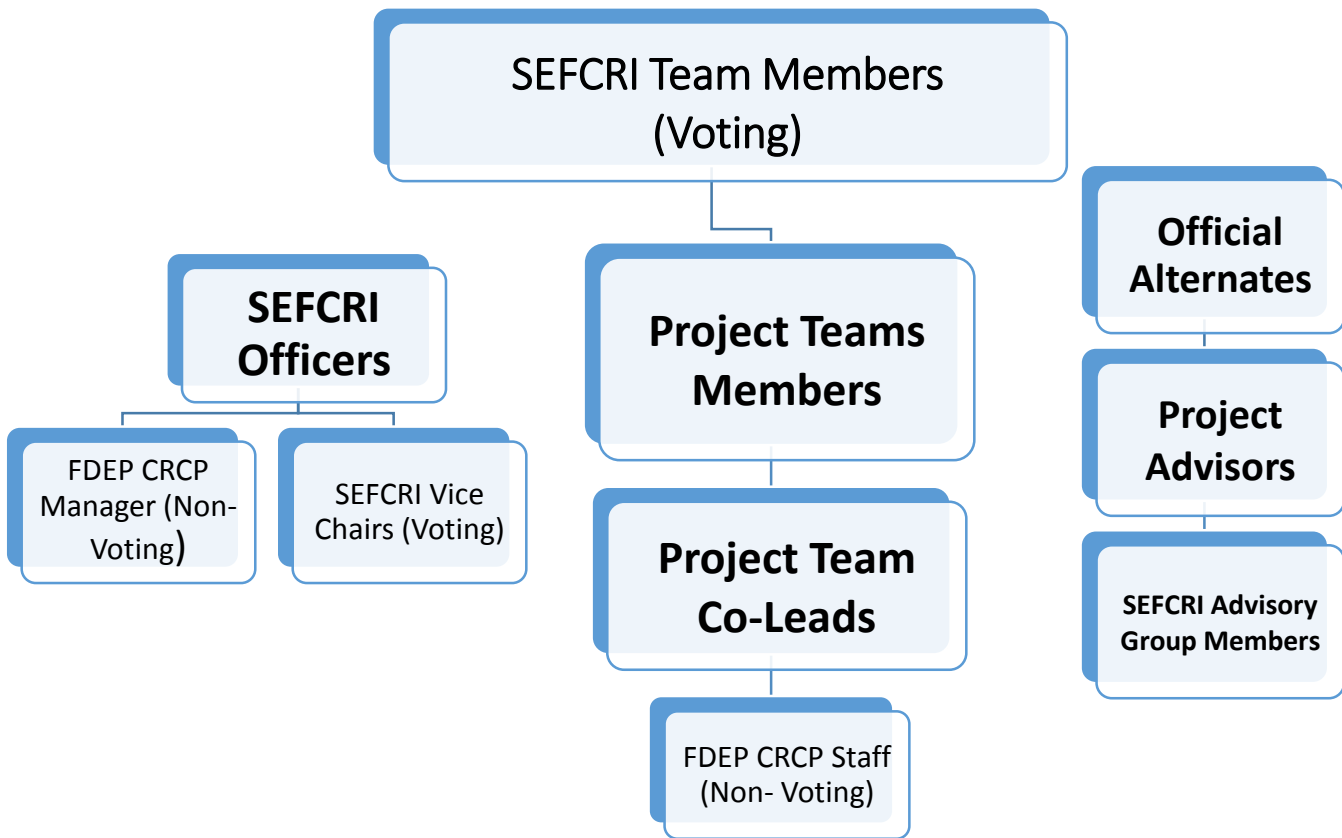 SEFCRI Team Members
(Voting)
SEFCRI
Officers
FDEP CRCP
Manager (Non-
Voting)
SEFCRI Vice
Chairs (Voting)
Project Teams
Members
Project Team
Co-Leads
FDEP CRCP Staff
(Non- Voting)
Official
Alternates
Project
Advisors
SEFCRI Advisory
Group Members